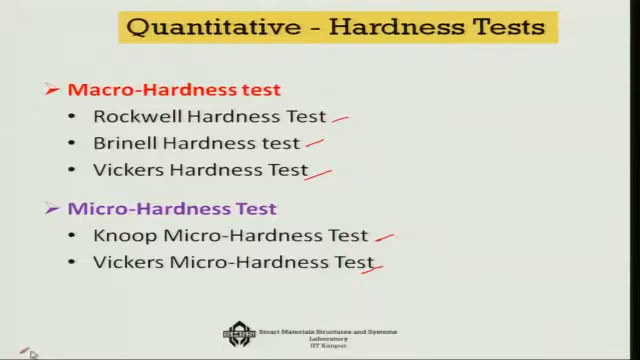 Quantitative - Hardness Tests
Macro-Hardness test
Rockwell Hardness Test
Brinell Hardness test
Vickers Hardness Test
Micro-Hardness Test
Knoop Micro-Hardness Test
Vickers Micro-Hardness Test
SMSS
Smart Materials Structures and Systems
Laboratory
IIT Kanpur